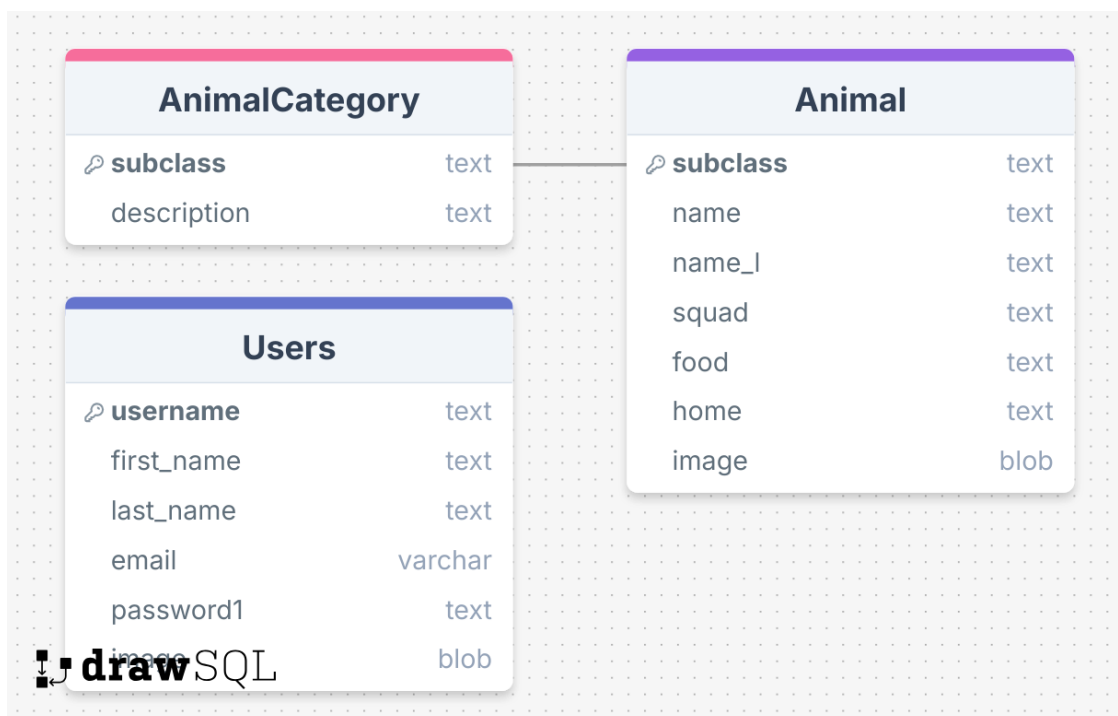 AnimalCategory
subclass text
description text
Animal
subclass text
name text
name_l text
squad text
food text
home text
image blob
Users
username text
first_name text
last_name text
email varchar
password1 text
image blob
drawSQL